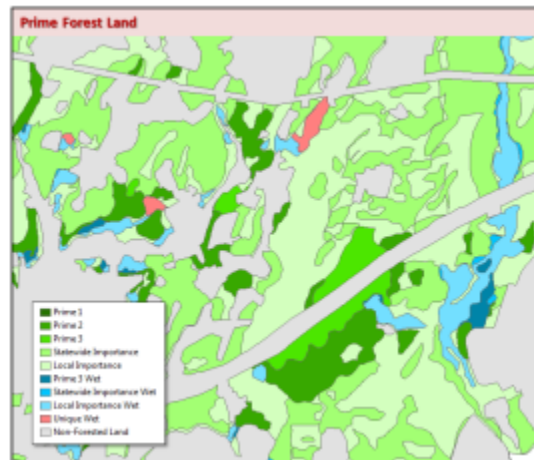 Prime Forest Land
Prime 1
Prime 2
Prime 3
Statewide Importance
Local Importance
Prime 3 Wet
Statewide Importance Wet
Local Importance Wet
Unique Wet
Non-Forested Land